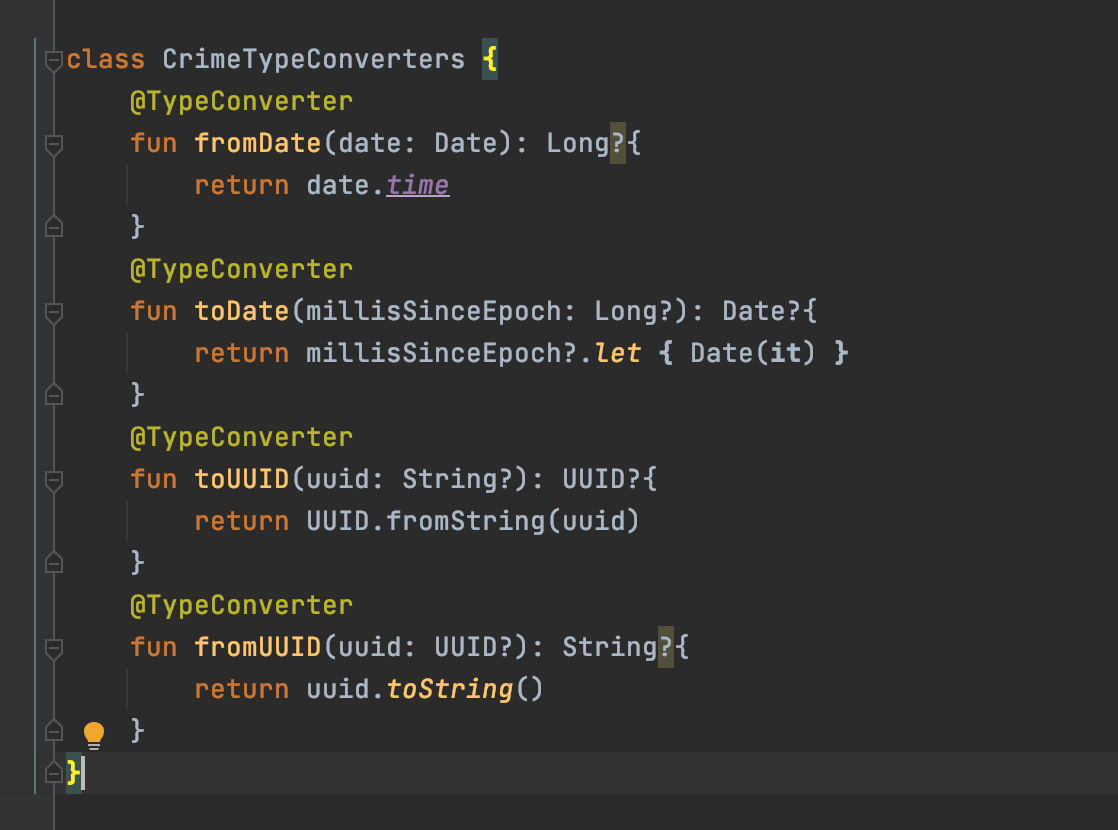 class CrimeTypeConverters {
    @TypeConverter
    fun fromDate(date: Date): Long?{
        return date.time
    }
    @TypeConverter
    fun toDate(millisSinceEpoch: Long?): Date?{
        return millisSinceEpoch?.let { Date(it) }
    }
    @TypeConverter
    fun toUUID(uuid: String?): UUID?{
        return UUID.fromString(uuid)
    }
    @TypeConverter
    fun fromUUID(uuid: UUID?): String?{
        return uuid.toString()
    }
}